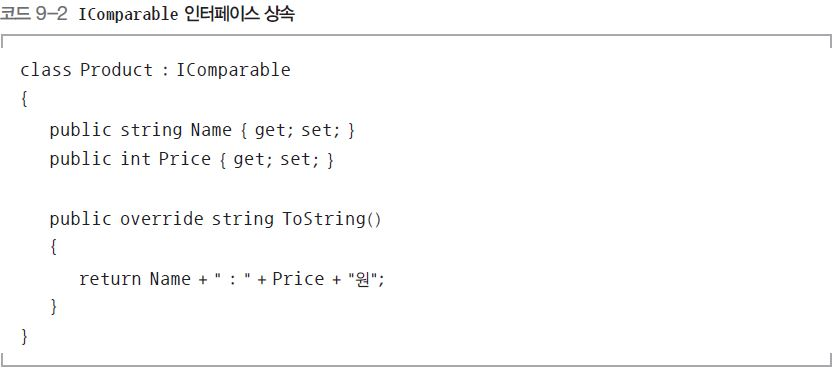 코드 9-2 IComparable 인터페이스 상속
class Product : IComparable
{
public string Name { get; set; }
public int Price { get; set; }
public override string ToString()
{
return Name + " : " + Price + "원";
}
}